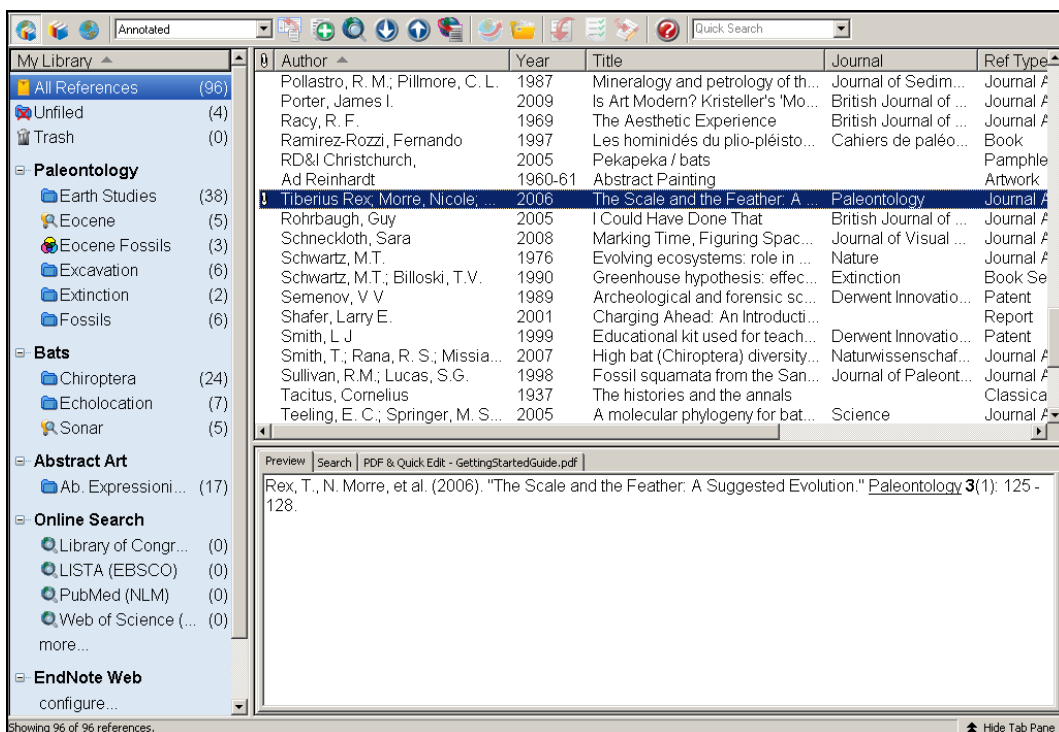 Annotated Quick Search
My Library Author Year Title Journal Ref Type
All References (96) Pollastro, R. M.; Pillmore, C. L. 1987 Mineralogy and petrology of th... Journal of Sedim... Journal A
Unfiled (4) Porter, James I. 2009 Is Art Modern? Kristeller's 'Mo... British Journal of ... Journal A
Racy, R. F. 1969 The Aesthetic Experience British Journal of ... Journal A
Trash (0) Ramirez-Rozzi, Fernando 1997 Les hominidés du plio-pléisto... Cahiers de paléo... Book
RD&I Christchurch, 2005 Pekapeka / bats Pamphle
Paleontology Ad Reinhardt 1960-61 Abstract Painting Artwork
Earth Studies (38) Tiberius Rex; Morre, Nicole; ... 2006 The Scale and the Feather: A ... Paleontology Journal A
Eocene (5) Rohrbaugh, Guy 2005 I Could Have Done That British Journal of ... Journal A
Schneckloth, Sara 2008 Marking Time, Figuring Spac... Journal of Visual ... Journal A
Eocene Fossils (3) Schwartz, M.T. 1976 Evolving ecosystems: role in ... Nature Journal A
Excavation (6) Schwartz, M.T.; Billoski, T.V. 1990 Greenhouse hypothesis: effec... Extinction Book Se
Extinction (2) Semenov, V V 1989 Archeological and forensic sc... Derwent Innovatio... Patent
Fossils (6) Shafer, Larry E. 2001 Charging Ahead: An Introducti... Report
Smith, L J 1999 Educational kit used for teach... Derwent Innovatio... Patent
Bats Smith, T.; Rana, R. S.; Missia... 2007 High bat (Chiroptera) diversity... Naturwissenschaf... Journal A
Chiroptera (24) Sullivan, R.M.; Lucas, S.G. 1998 Fossil squamata from the San... Journal of Paleont... Journal A
Echolocation (7) Tacitus, Cornelius 1937 The histories and the annals Classica
Teeling, E. C.; Springer, M. S... 2005 A molecular phylogeny for bat... Science Journal A
Sonar (5)
Abstract Art Preview Search PDF & Quick Edit - GettingStartedGuide.pdf
Ab. Expressioni... (17) Rex, T., N. Morre, et al. (2006). "The Scale and the Feather: A Suggested Evolution." Paleontology 3(1): 125 -
128.
Online Search
Library of Congr... (0)
LISTA (EBSCO) (0)
PubMed (NLM) (0)
Web of Science (... (0)
more...
EndNote Web
configure...
Showing 96 of 96 references. Hide Tab Pane